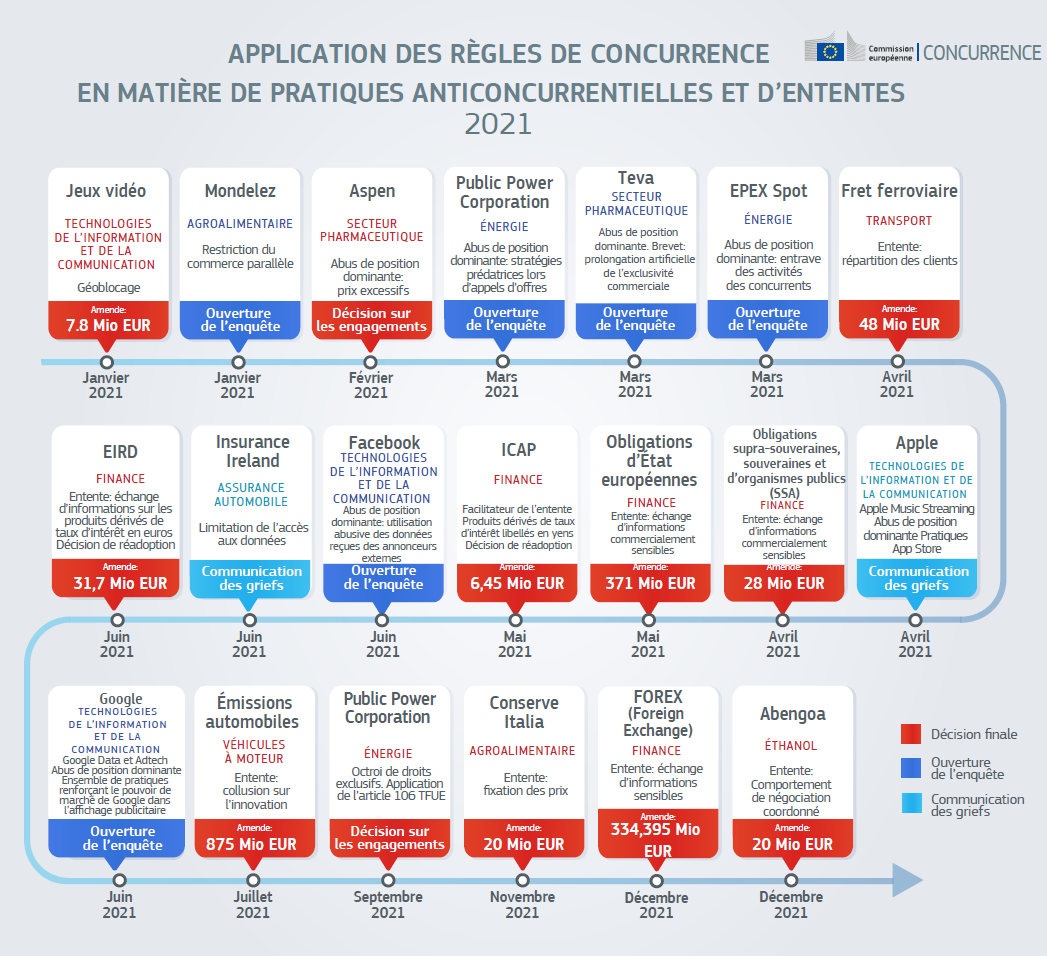 APPLICATION DES RÈGLES DE CONCURRENCE
EN MATIÈRE DE PRATIQUES ANTICONCURRENTIELLES ET D'ENTENTES
2021
Commission
européenne
CONCURRENCE
Jeux vidéo
TECHNOLOGIES
DE L'INFORMATION
ET DE LA
COMMUNICATION
Géoblocage
Amende:
7.8 Mio EUR
Janvier
2021
Mondelez
AGROALIMENTAIRE
Restriction du
commerce parallèle
Ouverture
de l'enquête
Janvier
2021
Aspen
SECTEUR
PHARMACEUTIQUE
Abus de position
dominante:
prix excessifs
Décision sur
les engagements
Février
2021
Public Power
Corporation
ÉNERGIE
Abus de position
dominante: stratégies
prédatrices lors
d'appels d'offres
Ouverture
de l'enquête
Mars
2021
Teva
SECTEUR
PHARMACEUTIQUE
Abus de position
dominante. Brevet:
prolongation artificielle
de l'exclusivité
commerciale
Ouverture
de l'enquête
Mars
2021
EPEX Spot
ÉNERGIE
Abus de position
dominante: entrave
des activités
des concurrents
Ouverture
de l'enquête
Mars
2021
Fret ferroviaire
TRANSPORT
Entente:
répartition des clients
Amende:
48 Mio EUR
Avril
2021
EIRD
FINANCE
Entente: échange
d'informations sur les
produits dérivés de
taux d'intérêt en euros
Décision de réadoption
Amende:
31,7 Mio EUR
Juin
2021
Insurance
Ireland
ASSURANCE
AUTOMOBILE
Limitation de l'accès
aux données
Communication
des griefs
Juin
2021
Facebook
TECHNOLOGIES
DE L'INFORMATION
ET DE LA
COMMUNICATION
Abus de position
dominante: utilisation
abusive des données
reçues des annonceurs
externes
Ouverture
de l'enquête
Juin
2021
ICAP
FINANCE
Facilitateur de l'entente
Produits dérivés de taux
d'intérêt libellés en yens
Décision de réadoption
Amende:
6,45 Mio EUR
Mai
2021
Obligations
d'État
européennes
FINANCE
Entente: échange
d'informations
commercialement
sensibles
Amende:
371 Mio EUR
Mai
2021
Obligations
supra-souveraines,
souveraines et
d'organismes publics
(SSA)
FINANCE
Entente: échange
d'informations
commercialement
sensibles
Amende:
28 Mio EUR
Avril
2021
Apple
TECHNOLOGIES DE
L'INFORMATION ET DE
LA COMMUNICATION
Apple Music Streaming
Abus de position
dominante Pratiques
App Store
Communication
des griefs
Avril
2021
Google
TECHNOLOGIES
DE L'INFORMATION
ET DE LA
COMMUNICATION
Google Data et Adtech
Abus de position dominante
Ensemble de pratiques
renforçant le pouvoir de
marché de Google dans
l'affichage publicitaire
Ouverture
de l'enquête
Juin
2021
Émissions
automobiles
VÉHICULES
À MOTEUR
Entente:
collusion sur
l'innovation
Amende:
875 Mio EUR
Juillet
2021
Public Power
Corporation
ÉNERGIE
Octroi de droits
exclusifs. Application
de l'article 106 TFUE
Décision sur
les engagements
Septembre
2021
Conserve
Italia
AGROALIMENTAIRE
Entente:
fixation des prix
Amende:
20 Mio EUR
Novembre
2021
FOREX
(Foreign
Exchange)
FINANCE
Entente: échange
d'informations
sensibles
Amende:
334,395 Mio
EUR
Décembre
2021
Abengoa
ÉTHANOL
Entente:
Comportement
de négociation
coordonné
Amende:
20 Mio EUR
Décembre
2021
Décision finale
Ouverture
de l'enquête
Communication
des griefs